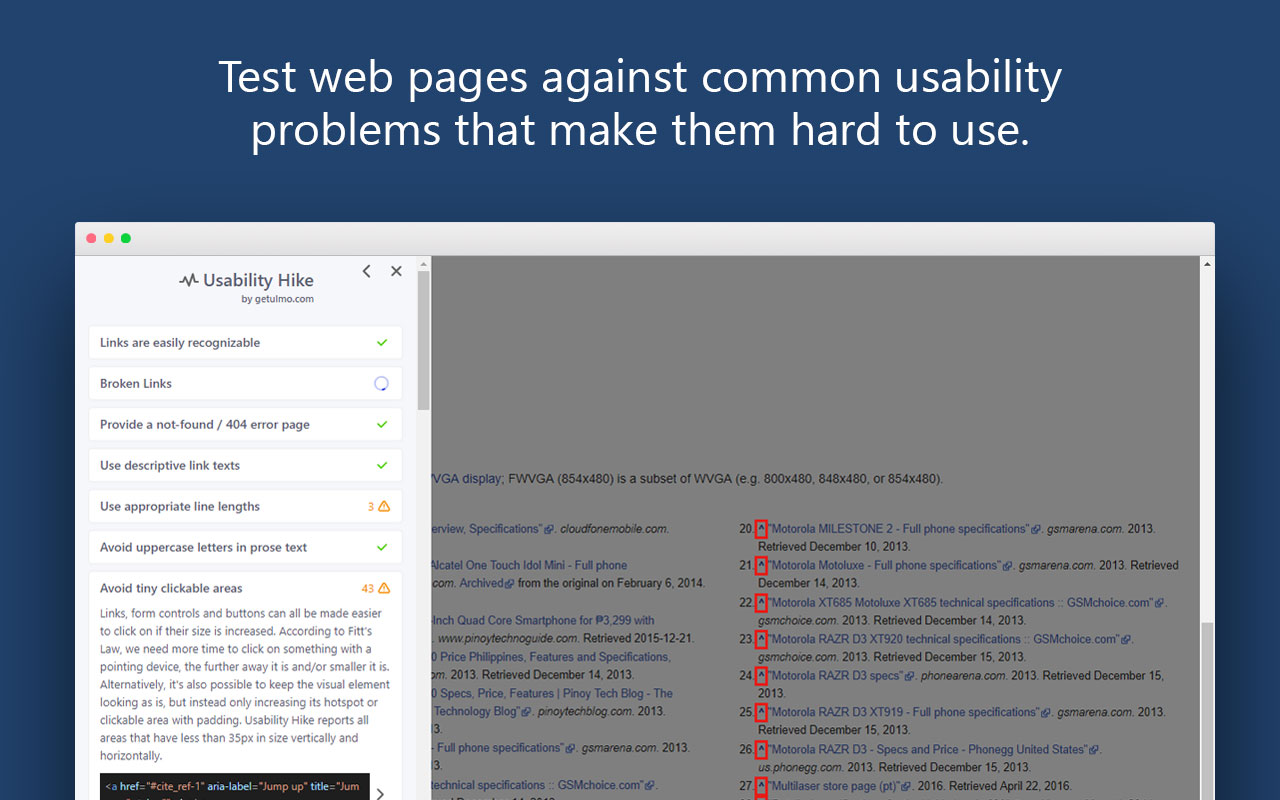 Test web pages against common usability
problems that make them hard to use.
Usability Hike
by getulmo.com
Links are easily recognizable
Broken Links
Provide a not-found / 404 error page
Use descriptive link texts
Use appropriate line lengths 3
Avoid uppercase letters in prose text
Avoid tiny clickable areas 43
Links, form controls and buttons can all be made easier
to click on if their size is increased. According to Fitt's
Law, we need more time to click on something with a
pointing device, the further away it is and/or smaller it is.
Alternatively, it's also possible to keep the visual element
looking as is, but instead only increasing its hotspot or
clickable area with padding. Usability Hike reports all
areas that have less than 35px in size vertically and
horizontally.
<a href="#cite_ref-1" aria-label="Jump up" title="Jum
VGA display; FWVGA (854x480) is a subset of WVGA (e.g. 800x480, 848x480, or 854x480).
erview, Specifications". cloudfonemobile.com.
Alcatel One Touch Idol Mini - Full phone
com. Archived from the original on February 6, 2014.
-Inch Quad Core Smartphone for ₱3,299 with
. www.pinoytechnoguide.com. Retrieved 2015-12-21.
0 Price Philippines, Features and Specifications,
om. 2013. Retrieved December 14, 2013.
0 Specs, Price, Features | Pinoy Tech Blog - The
Technology Blog". pinoytechblog.com. 2013.
3.
- Full phone specifications". gsmarena.com. 2013.
3.
echnical specifications :: GSMchoice.com".
20. ^ "Motorola MILESTONE 2 - Full phone specifications". gsmarena.com. 2013.
Retrieved December 10, 2013.
21. ^ "Motorola Motoluxe - Full phone specifications". gsmarena.com. 2013. Retrieved
December 14, 2013.
22. ^ "Motorola XT685 Motoluxe XT685 technical specifications :: GSMchoice.com".
gsmchoice.com. 2013. Retrieved December 14, 2013.
23. ^ "Motorola RAZR D3 XT920 technical specifications :: GSMchoice.com".
gsmchoice.com. 2013. Retrieved December 15, 2013.
24. ^ "Motorola RAZR D3 specs". phonearena.com. 2013. Retrieved December 15,
2013.
25. ^ "Motorola RAZR D3 XT919 - Full phone specifications". gsmarena.com. 2013.
Retrieved December 15, 2013.
26. ^ "Motorola RAZR D3 - Specs and Price - Phonegg United States".
us.phonegg.com. 2013. Retrieved December 15, 2013.
27. ^ "Multilaser store page (pt)". 2016. Retrieved April 22, 2016.